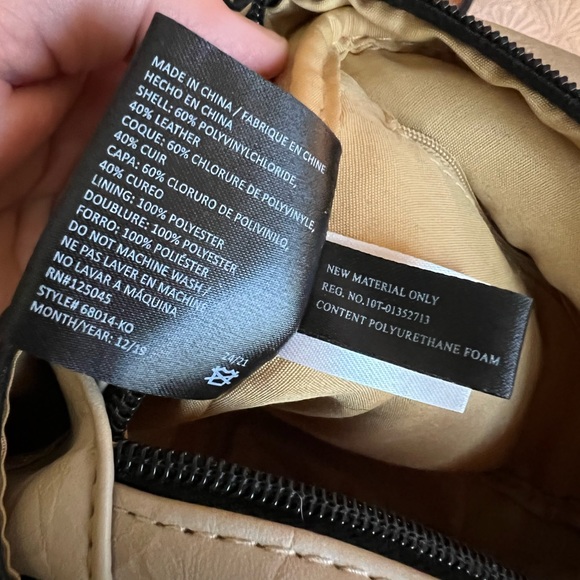 MADE IN CHINA / FABRIQUE EN CHINE
HECHO EN CHINA
SHELL: 60% POLYVINYLCHLORIDE,
40% LEATHER
COQUE: 60% CHLORURE DE POLYVINYLE,
40% CUIR
CAPA: 60% CLORURO DE POLIVINILO,
40% CUREO
LINING: 100% POLYESTER
DOUBLURE: 100% POLYESTER
FORRO: 100% POLIÉSTER
DO NOT MACHINE WASH /
NE PAS LAVER EN MACHINE
NO LAVAR A MÁQUINA
RN#125045
STYLE# 68014-KO
MONTH/YEAR: 12/19
24/21
NEW MATERIAL ONLY
REG. NO.10T-01352713
CONTENT POLYURETHANE FOAM